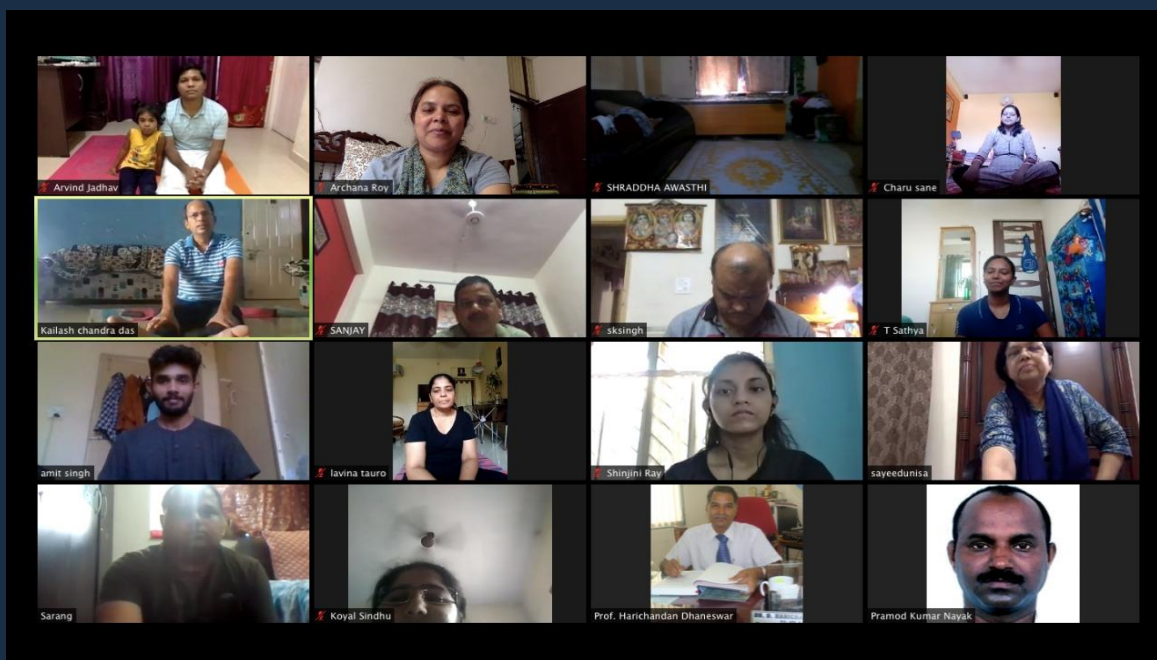 Arvind Jadhav
Archana Roy
SHRADDHA AWASTHI
Charu sane
Kailash chandra das
SANJAY
sksingh
T Sathya
amit singh
lavina tauro
Shinjini Ray
sayeedunisa
Sarang
Koyal Sindhu
Prof. Harichandan Dhaneswar
Pramod Kumar Nayak